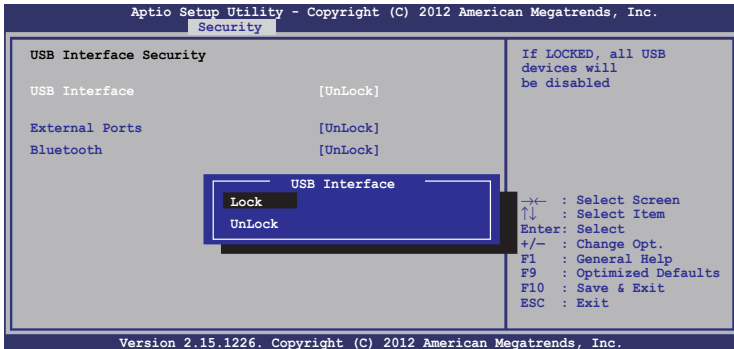 Aptio Setup Utility - Copyright (C) 2012 American Megatrends, Inc.
Security
USB Interface Security
USB Interface [UnLock]
External Ports [UnLock]
Bluetooth [UnLock]
If LOCKED, all USB
devices will
be disabled
USB Interface
Lock
UnLock
→← : Select Screen
↑↓ : Select Item
Enter: Select
+/— : Change Opt.
F1 : General Help
F9 : Optimized Defaults
F10 : Save & Exit
ESC : Exit
Version 2.15.1226. Copyright (C) 2012 American Megatrends, Inc.